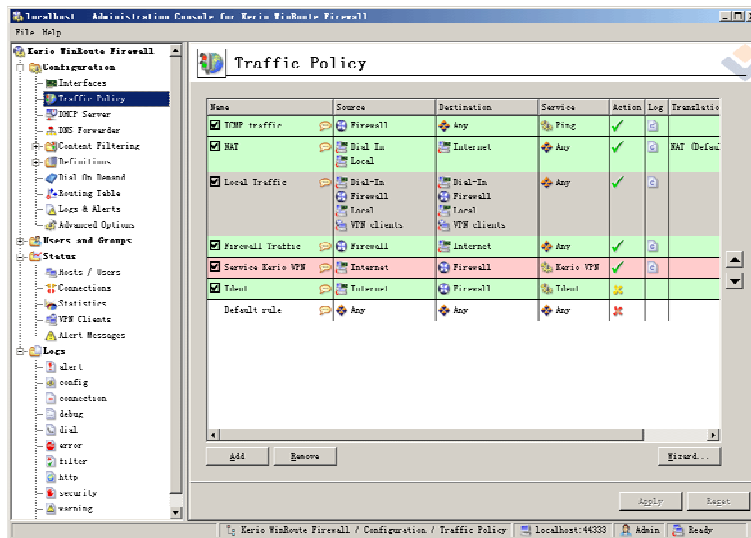 localhost - Administration Console for Kerio WinRoute Firewall
File Help
Kerio WinRoute Firewall
Configuration
Interfaces
Traffic Policy
DHCP Server
DNS Forwarder
Content Filtering
Definitions
Dial On Demand
Routing Table
Logs & Alerts
Advanced Options
Users and Groups
Status
Hosts / Users
Connections
Statistics
VPN Clients
Alert Messages
Logs
alert
config
connection
debug
dial
error
filter
http
security
warning
Traffic Policy
Name Source Destination Service Action Log Translatio
ICMP traffic Firewall Any Ping
NAT Dial In Internet Any NAT (Defaul
Local
Local Traffic Dial-In Dial-In Any
Firewall Firewall
Local Local
VPN clients VPN clients
Firewall Traffic Firewall Internet Any
Service Kerio VPN Internet Firewall Kerio VPN
Ident Internet Firewall Ident
Default rule Any Any Any
Add Remove Wizard...
Apply Reset
Kerio WinRoute Firewall / Configuration / Traffic Policy localhost:44333 Admin Ready